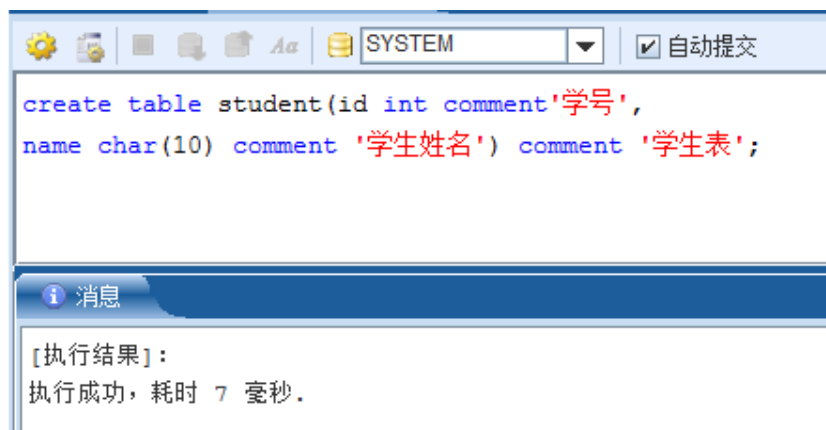 Aa SYSTEM 自动提交
create table student(id int comment'学号',
name char(10) comment '学生姓名') comment '学生表';
消息
[执行结果]:
执行成功，耗时 7 毫秒.